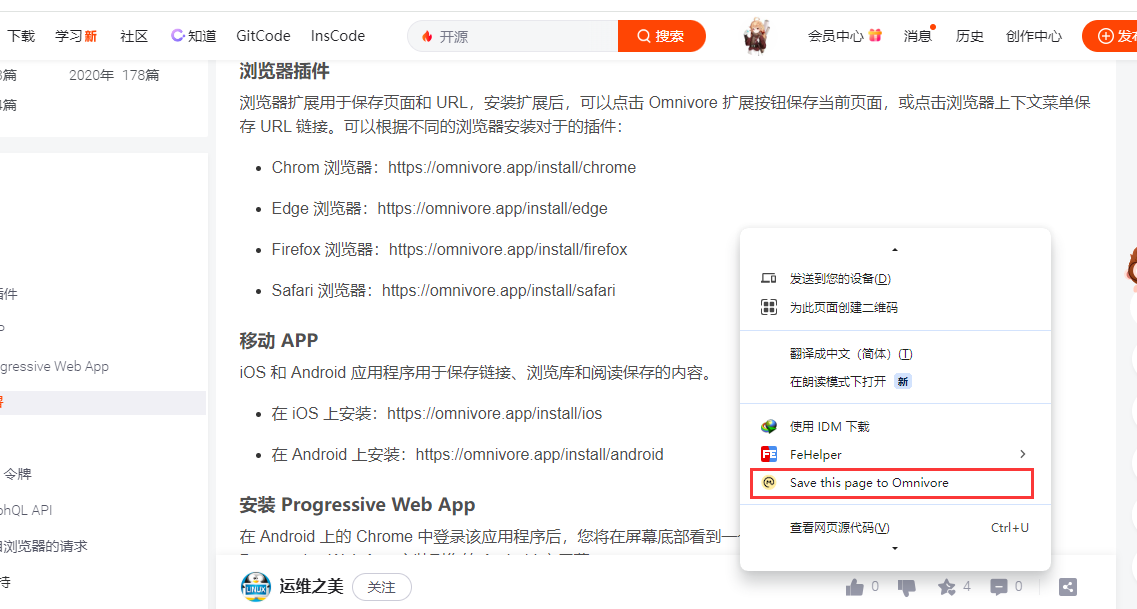 下载 学习新 社区 知道 GitCode InsCode 开源 搜索 会员中心 消息 历史 创作中心 发布
篇 2020年 178篇
篇
浏览器插件
浏览器扩展用于保存页面和 URL，安装扩展后，可以点击 Omnivore 扩展按钮保存当前页面，或点击浏览器上下文菜单保
存 URL 链接。可以根据不同的浏览器安装对于的插件：
• Chrom 浏览器：https://omnivore.app/install/chrome
• Edge 浏览器：https://omnivore.app/install/edge
• Firefox 浏览器：https://omnivore.app/install/firefox
• Safari 浏览器：https://omnivore.app/install/safari
移动 APP
iOS 和 Android 应用程序用于保存链接、浏览库和阅读保存的内容。
• 在 iOS 上安装：https://omnivore.app/install/ios
• 在 Android 上安装：https://omnivore.app/install/android
安装 Progressive Web App
在 Android 上的 Chrome 中登录该应用程序后，您将在屏幕底部看到一个
运维之美 关注
0 4 0
件
P
gressive Web App
器
令牌
phQL API
浏览器的请求
持
发送到您的设备(D)
为此页面创建二维码
翻译成中文（简体）(T)
在朗读模式下打开 新
使用 IDM 下载
FeHelper
Save this page to Omnivore
查看网页源代码(V) Ctrl+U
LINUX